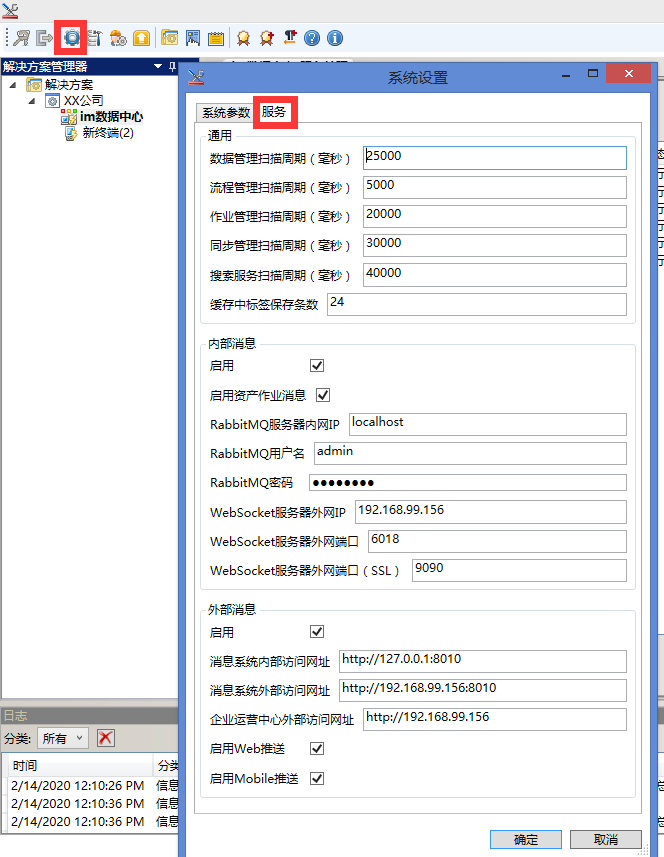 解决方案管理器
解决方案
XX公司
im数据中心
新终端(2)
系统设置
系统参数
服务
通用
数据管理扫描周期（毫秒） 25000
流程管理扫描周期（毫秒） 5000
作业管理扫描周期（毫秒） 20000
同步管理扫描周期（毫秒） 30000
搜素服务扫描周期（毫秒） 40000
缓存中标签保存条数 24
内部消息
启用
启用资产作业消息
RabbitMQ服务器内网IP localhost
RabbitMQ用户名 admin
RabbitMQ密码 ●●●●●●●●
WebSocket服务器外网IP 192.168.99.156
WebSocket服务器外网端口 6018
WebSocket服务器外网端口（SSL） 9090
外部消息
启用
消息系统内部访问网址 http://127.0.0.1:8010
消息系统外部访问网址 http://192.168.99.156:8010
企业运营中心外部访问网址 http://192.168.99.156
启用Web推送
启用Mobile推送
确定 取消
日志
分类: 所有
时间 分类
2/14/2020 12:10:26 PM 信息
2/14/2020 12:10:36 PM 信息
2/14/2020 12:10:36 PM 信息